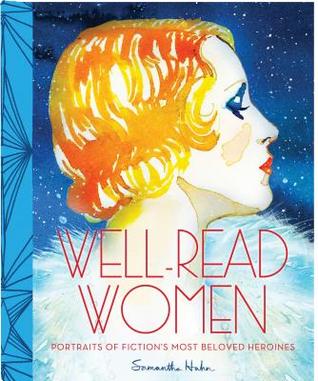 WELL-READ
WOMEN
PORTRAITS OF FICTION'S MOST BELOVED HEROINES
Samantha Hahn